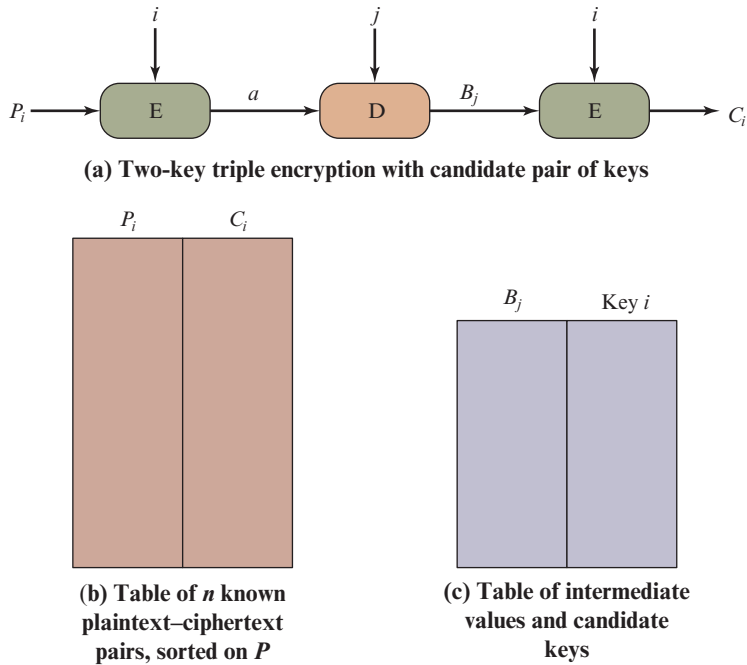 i j i
P_i E a D B_j E C_i
(a) Two-key triple encryption with candidate pair of keys
P_i C_i
B_j Key i
(b) Table of n known
plaintext–ciphertext
pairs, sorted on P
(c) Table of intermediate
values and candidate
keys